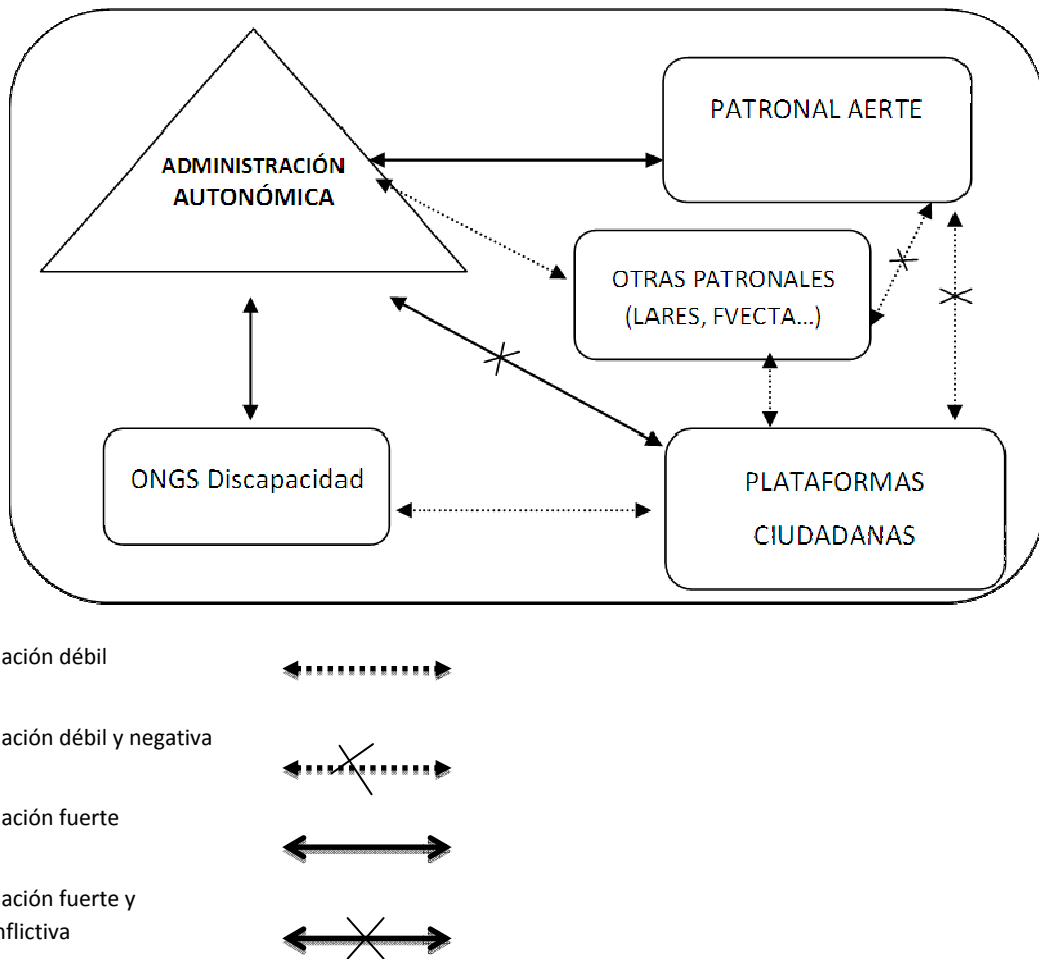 ADMINISTRACIÓN
AUTONÓMICA
PATRONAL AERTE
OTRAS PATRONALES
(LARES, FVECTA...)
ONGS Discapacidad
PLATAFORMAS
CIUDADANAS
ación débil
ación débil y negativa
ación fuerte
ación fuerte y
nflictiva